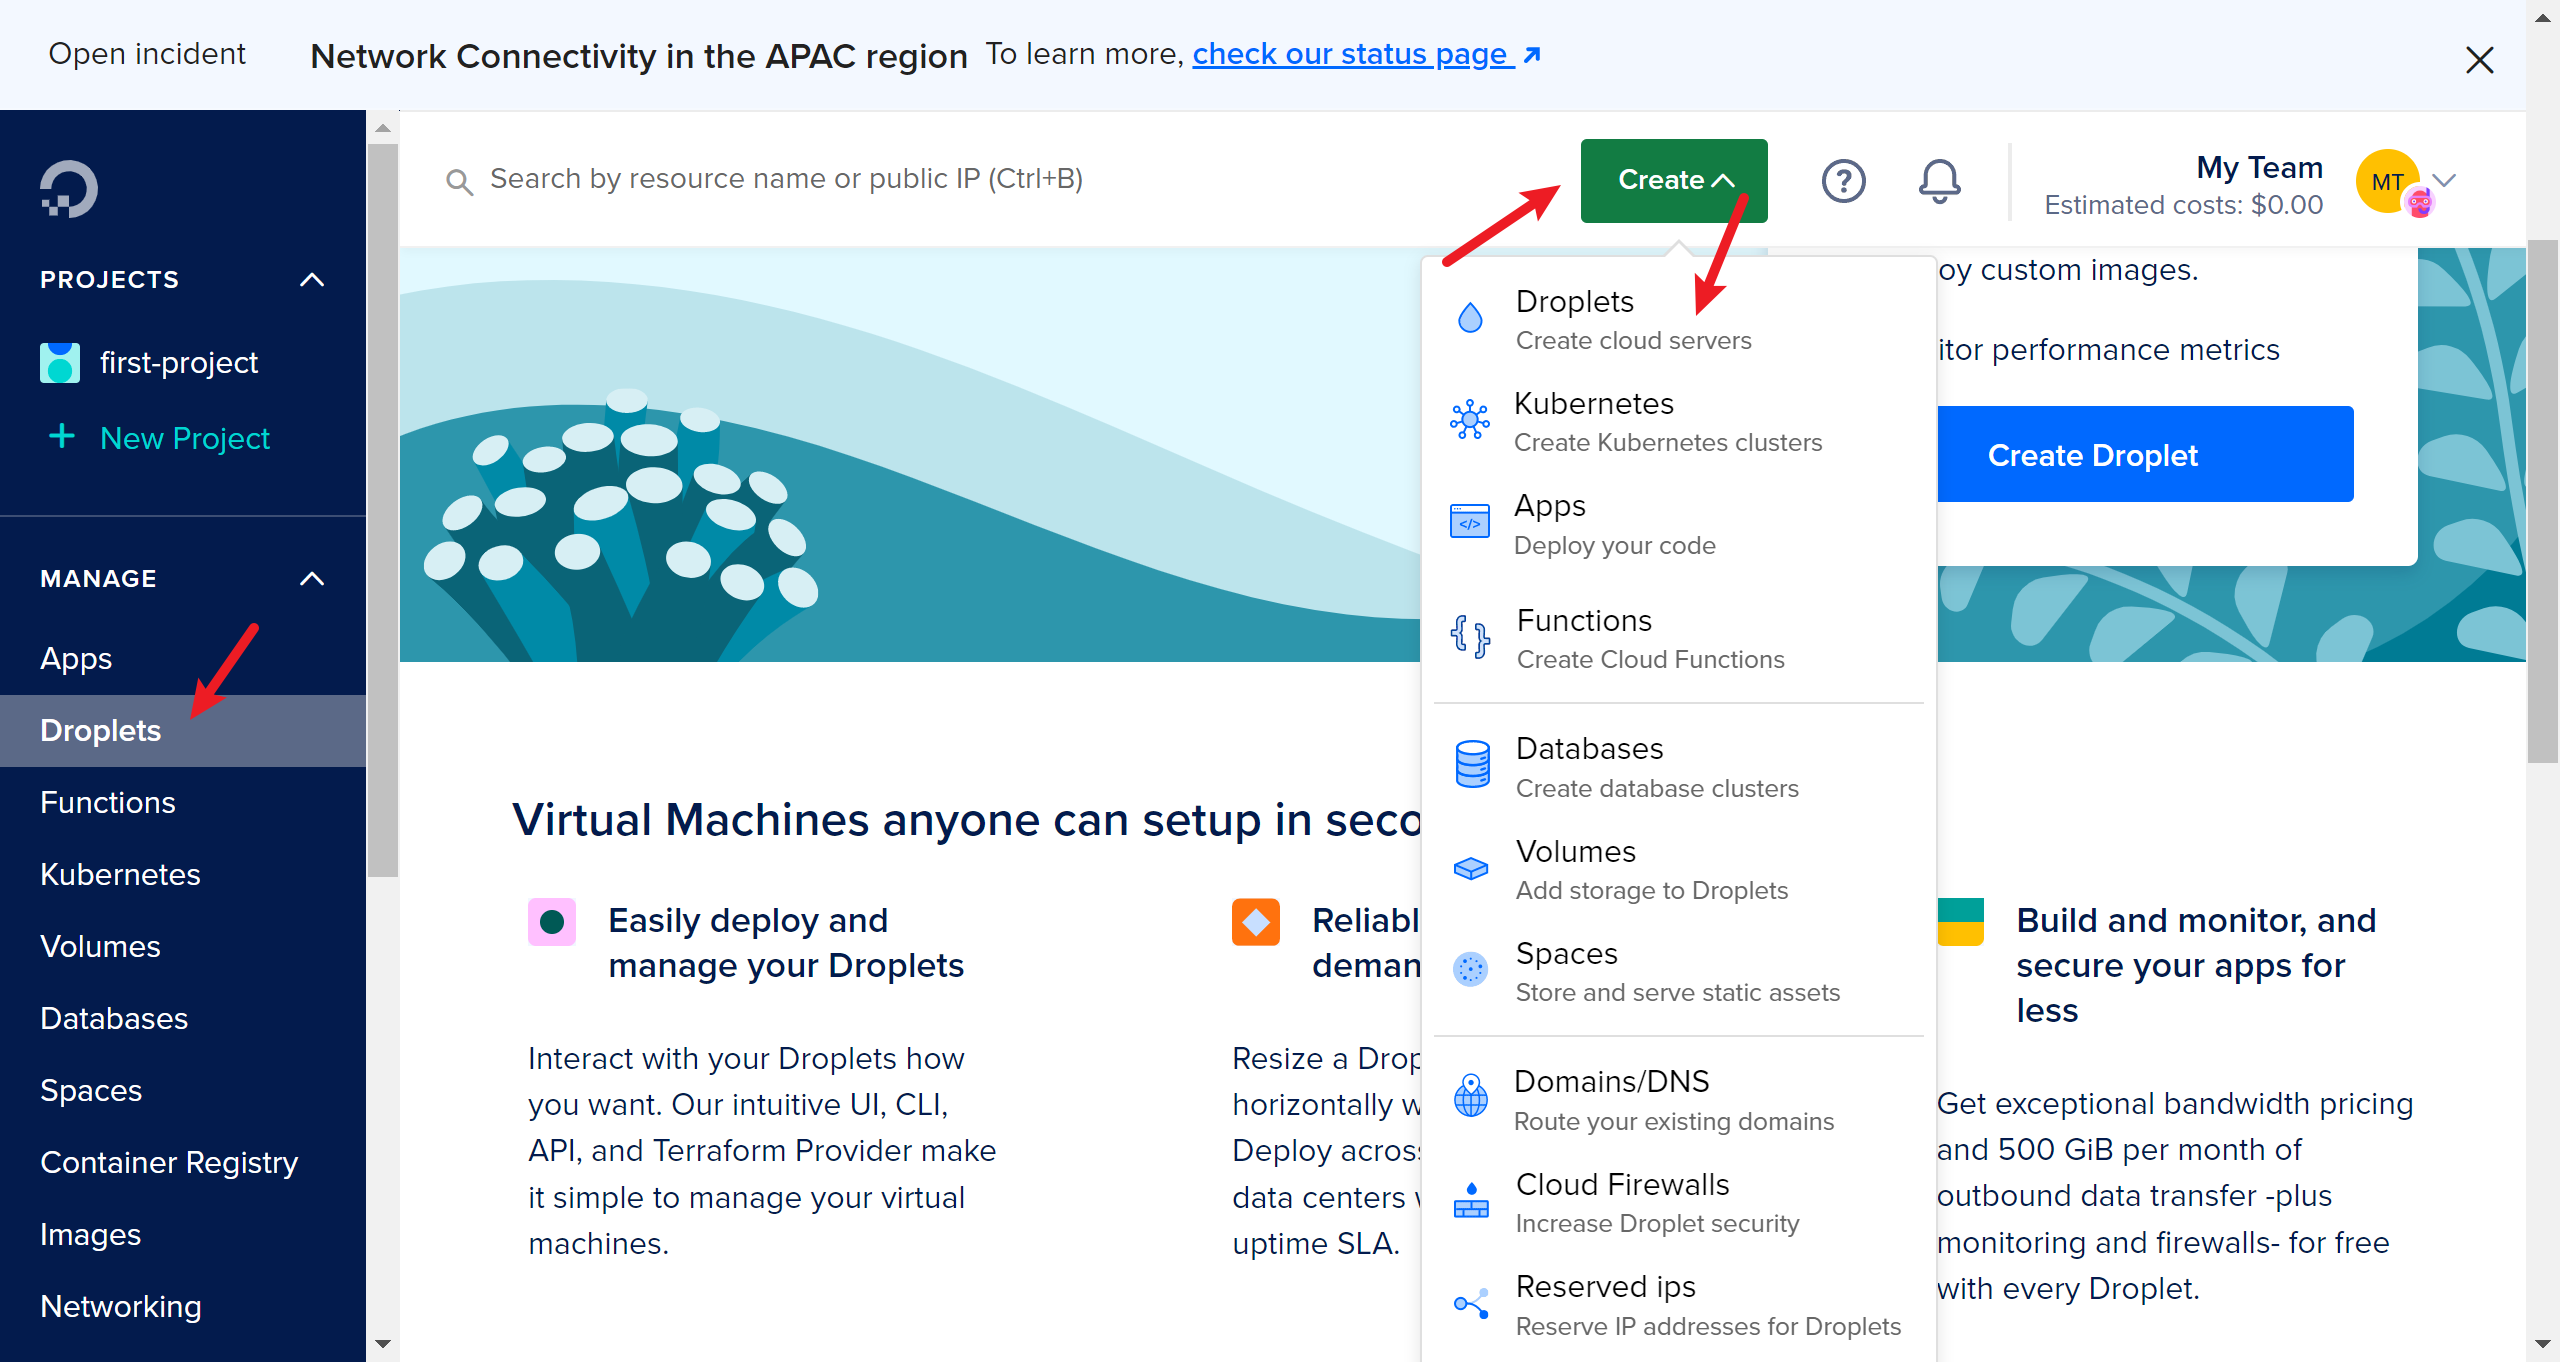 Open incident
Network Connectivity in the APAC region To learn more, check our status page
Search by resource name or public IP (Ctrl+B)
Create
My Team
Estimated costs: $0.00
MT
PROJECTS
first-project
New Project
MANAGE
Apps
Droplets
Functions
Kubernetes
Volumes
Databases
Spaces
Container Registry
Images
Networking
Droplets
Create cloud servers
Kubernetes
Create Kubernetes clusters
Apps
Deploy your code
Functions
Create Cloud Functions
Databases
Create database clusters
Volumes
Add storage to Droplets
Spaces
Store and serve static assets
Domains/DNS
Route your existing domains
Cloud Firewalls
Increase Droplet security
Reserved ips
Reserve IP addresses for Droplets
oy custom images.
itor performance metrics
Create Droplet
Virtual Machines anyone can setup in seco
Easily deploy and
manage your Droplets
Interact with your Droplets how
you want. Our intuitive UI, CLI,
API, and Terraform Provider make
it simple to manage your virtual
machines.
Reliabl
deman
Resize a Drop
horizontally w
Deploy across
data centers w
uptime SLA.
Build and monitor, and
secure your apps for
less
Get exceptional bandwidth pricing
and 500 GiB per month of
outbound data transfer -plus
monitoring and firewalls- for free
with every Droplet.